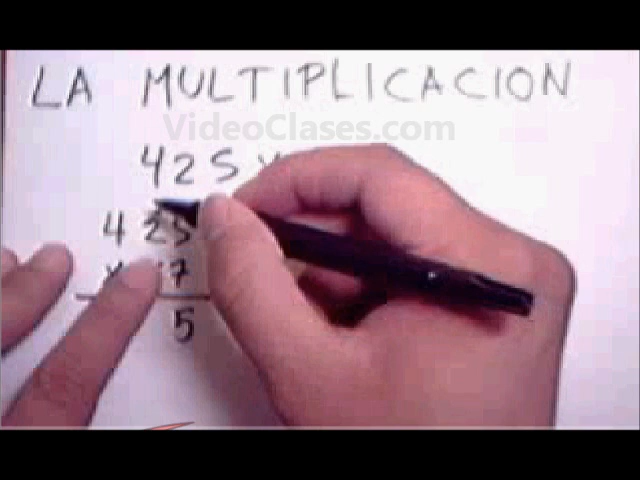 LA MULTIPLICACION
VideoClases.com
425 x
425
x 7
5